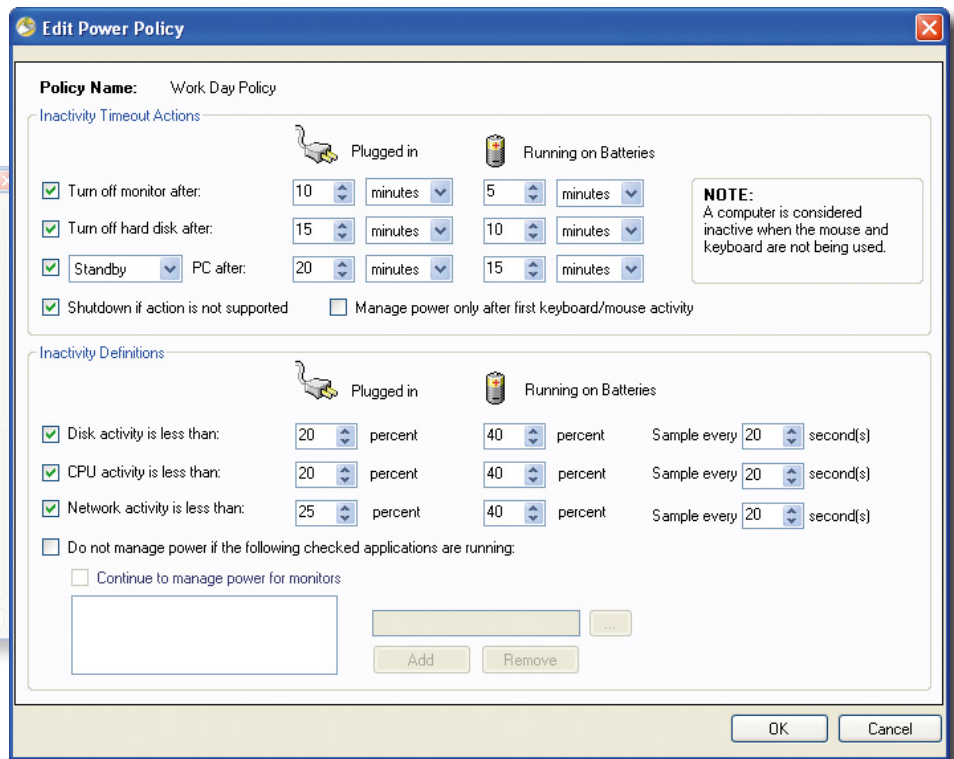 Edit Power Policy
Policy Name: Work Day Policy
Inactivity Timeout Actions
Plugged in Running on Batteries
Turn off monitor after: 10 minutes 5 minutes
Turn off hard disk after: 15 minutes 10 minutes
Standby PC after: 20 minutes 15 minutes
NOTE:
A computer is considered
inactive when the mouse and
keyboard are not being used.
Shutdown if action is not supported Manage power only after first keyboard/mouse activity
Inactivity Definitions
Plugged in Running on Batteries
Disk activity is less than: 20 percent 40 percent Sample every 20 second(s)
CPU activity is less than: 20 percent 40 percent Sample every 20 second(s)
Network activity is less than: 25 percent 40 percent Sample every 20 second(s)
Do not manage power if the following checked applications are running:
Continue to manage power for monitors
...
Add Remove
OK Cancel